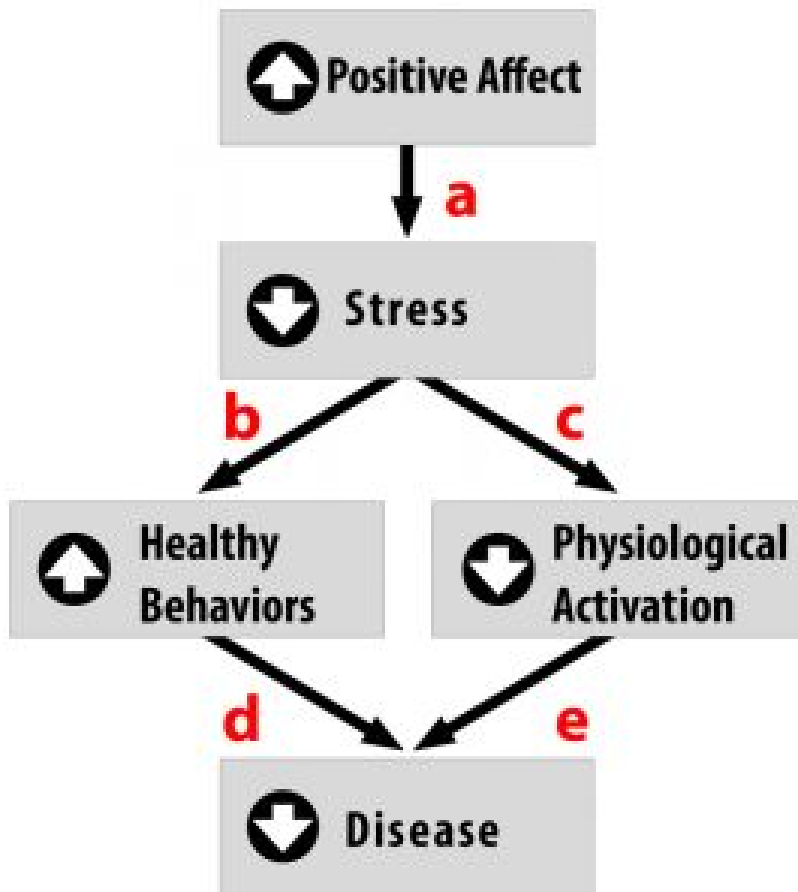 Positive Affect
a
Stress
b
c
Healthy
Behaviors
Physiological
Activation
d
e
Disease